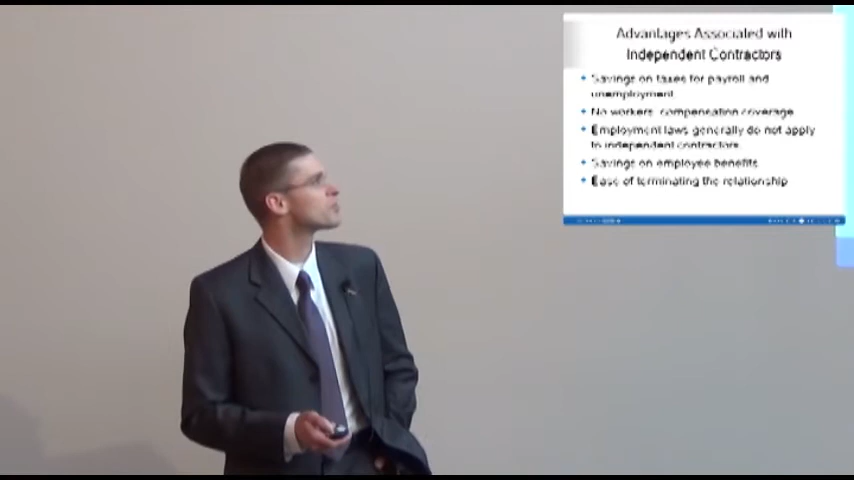 Advantages Associated with
Independent Contractors
Savings on taxes for payroll and
unemployment
No workers' compensation coverage
Employment laws generally do not apply
to independent contractors
Savings on employee benefits
Ease of terminating the relationship